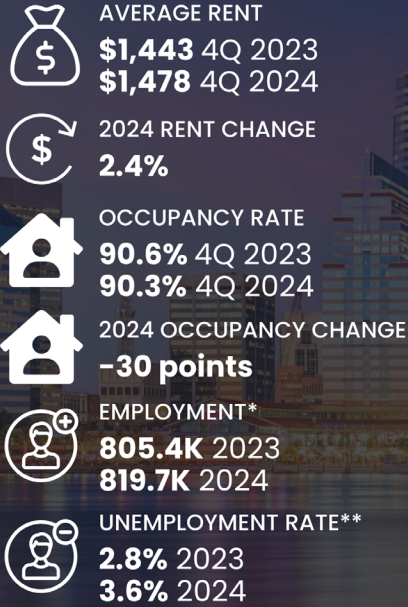 AVERAGE RENT
$1,443 4Q 2023
$1,478 4Q 2024
2024 RENT CHANGE
2.4%
OCCUPANCY RATE
90.6% 4Q 2023
90.3% 4Q 2024
2024 OCCUPANCY CHANGE
-30 points
EMPLOYMENT*
805.4K 2023
819.7K 2024
UNEMPLOYMENT RATE**
2.8% 2023
3.6% 2024